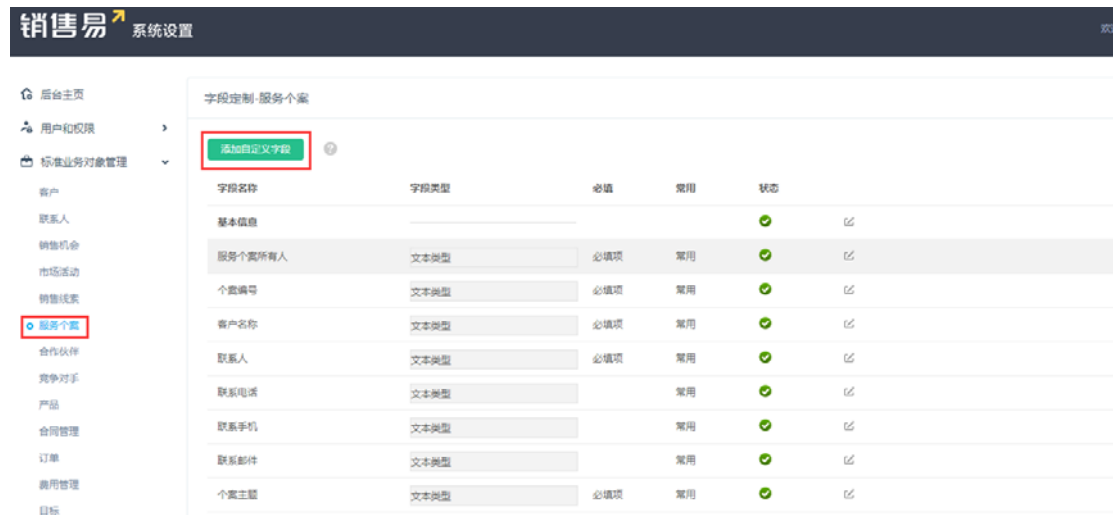 销售易 系统设置
欢
后台主页
用户和权限
标准业务对象管理
客户
联系人
销售机会
市场活动
销售线索
服务个案
合作伙伴
竞争对手
产品
合同管理
订单
费用管理
目标
字段定制-服务个案
添加自定义字段 ?
字段名称 字段类型 必填 常用 状态
基本信息
服务个案所有人 文本类型 必填项 常用
个案编号 文本类型 必填项 常用
客户名称 文本类型 必填项 常用
联系人 文本类型 必填项 常用
联系电话 文本类型 常用
联系手机 文本类型 常用
联系邮件 文本类型 常用
个案主题 文本类型 必填项 常用